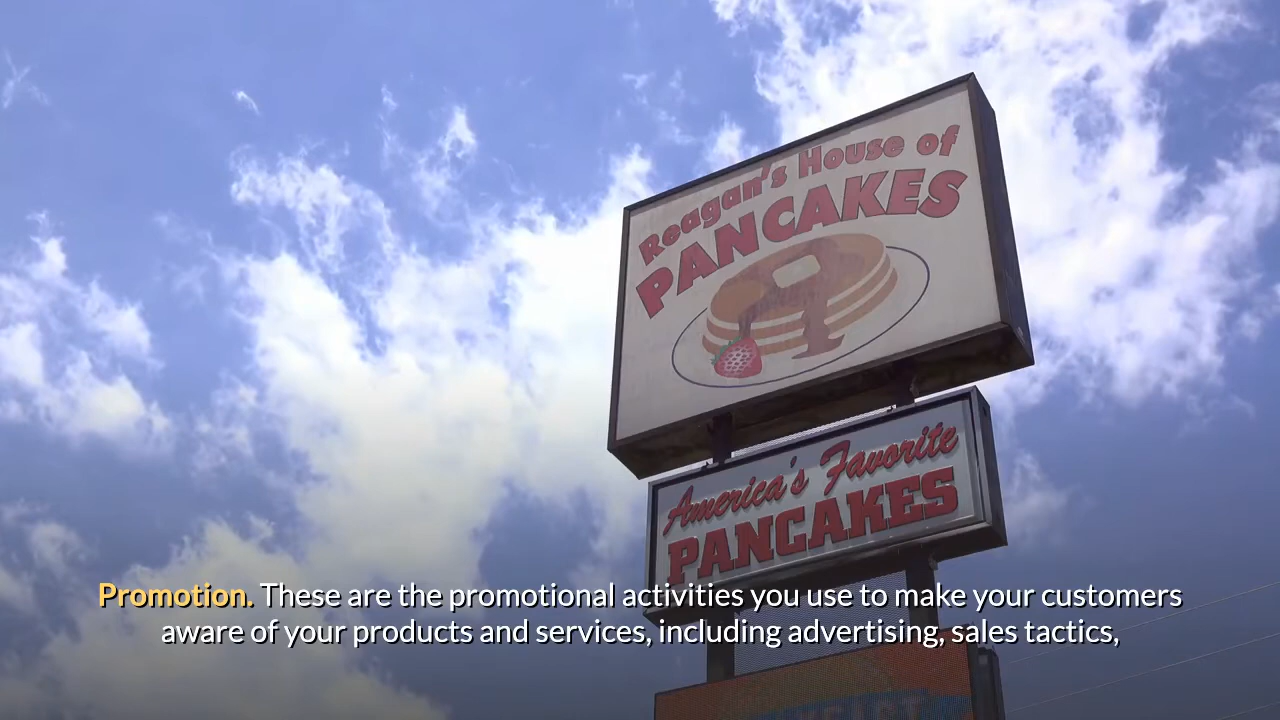 Reagan's House of
PANCAKES
America's Favorite
PANCAKES
Promotion. These are the promotional activities you use to make your customers
aware of your products and services, including advertising, sales tactics,